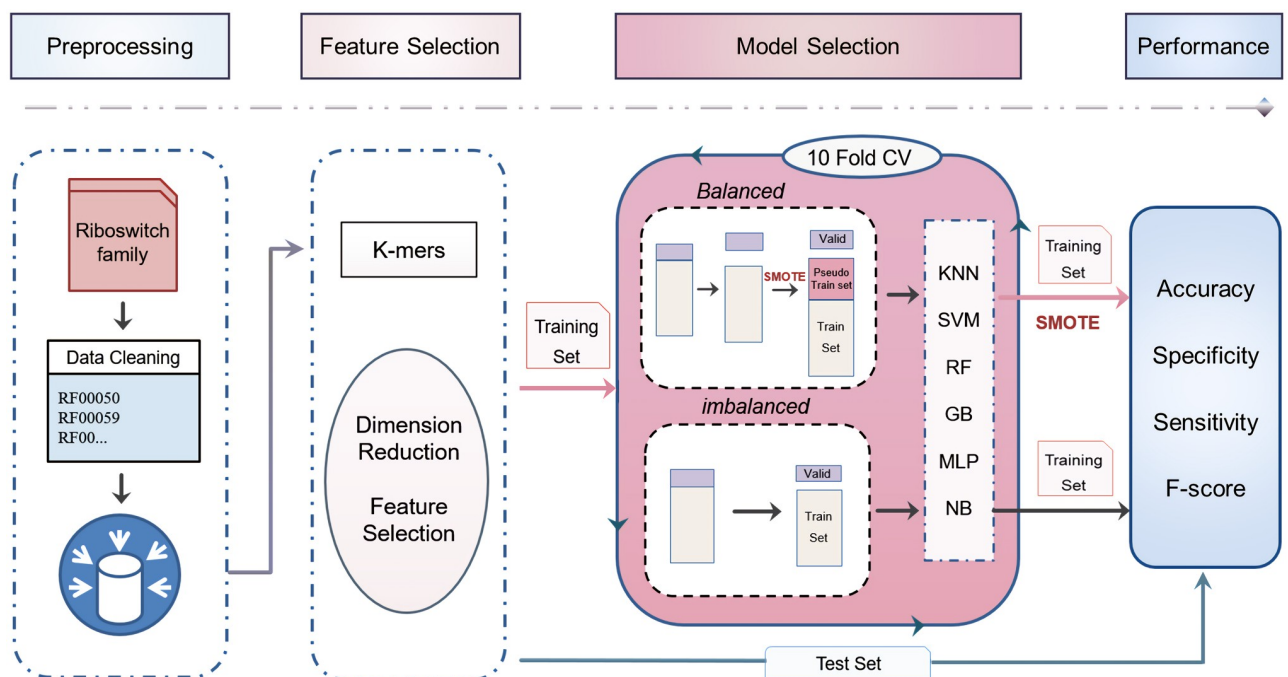 Preprocessing
Feature Selection
Model Selection
Performance
Riboswitch
family
Data Cleaning
RF00050
RF00059
RF00...
K-mers
Dimension
Reduction
Feature
Selection
Training
Set
10 Fold CV
Balanced
SMOTE
Valid
Pseudo
Train set
Train
Set
imbalanced
Valid
Train
Set
KNN
SVM
RF
GB
MLP
NB
Training
Set
SMOTE
Training
Set
Accuracy
Specificity
Sensitivity
F-score
Test Set